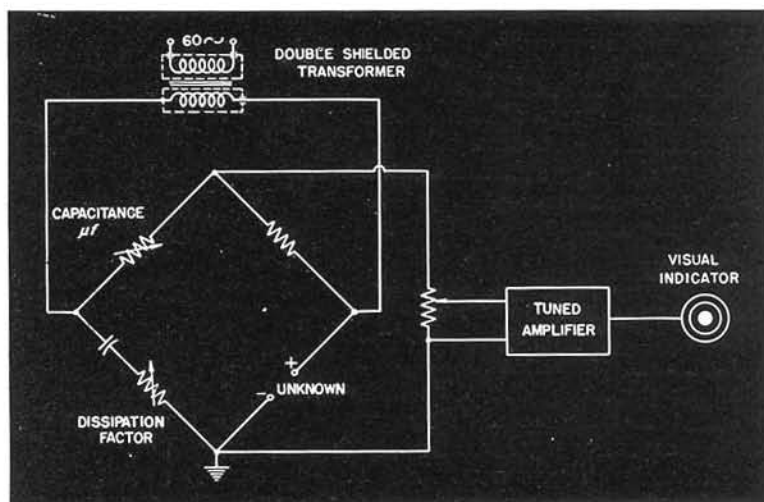 60~
DOUBLE SHIELDED
TRANSFORMER
CAPACITANCE
μf
VISUAL
INDICATOR
TUNED
AMPLIFIER
+
- UNKNOWN
DISSIPATION
FACTOR